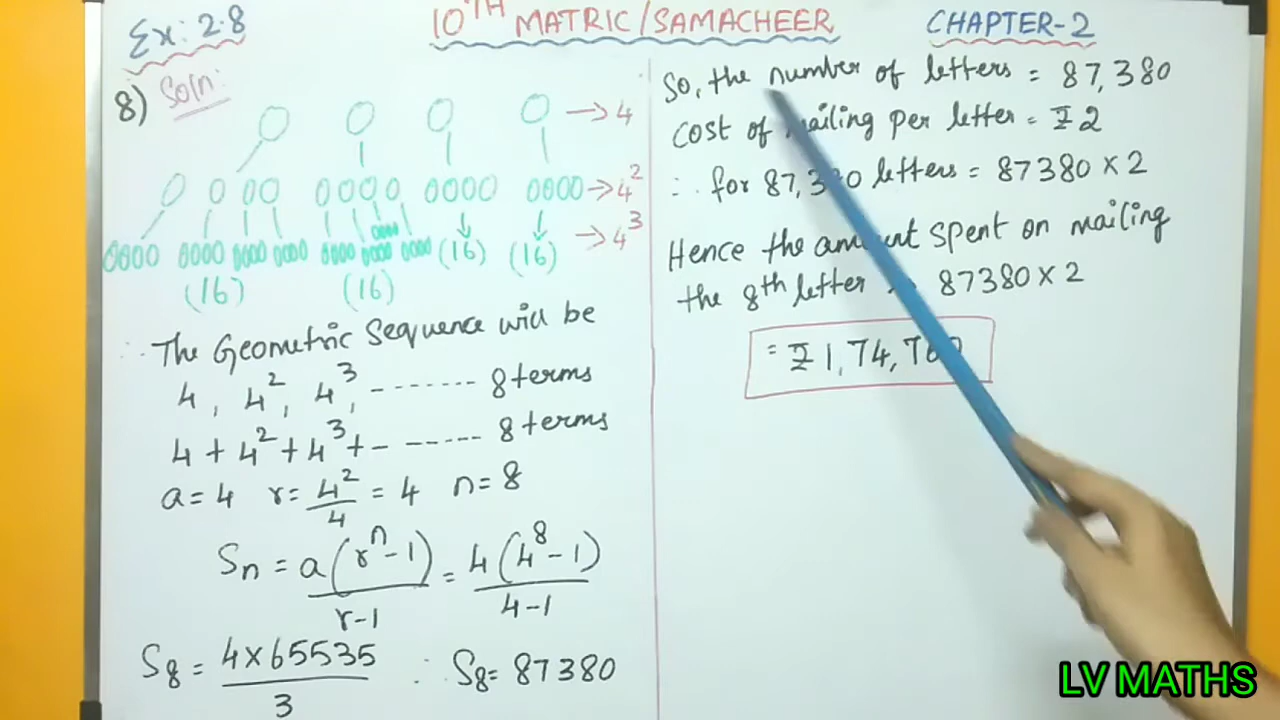 Ex: 2.8
10TH MATRIC/SAMACHEER
CHAPTER-2
8) Soln:
→ 4
→ 4²
→ 4³
(16) (16)
(16) (16)
∴ The Geometric Sequence will be
4, 4², 4³, -------- 8 terms
4 + 4² + 4³ + - ------ 8 terms
a = 4 r = 4²/4 = 4 n = 8
Sn = a(rⁿ - 1)/r-1 = 4(4⁸ - 1)/4-1
S8 = 4×65535/3 ∴ S8 = 87380
So, the number of letters = 87,380
Cost of mailing per letter = ₹2
∴ for 87,380 letters = 87380 × 2
Hence the amount spent on mailing
the 8th letter 87380 × 2
= ₹1,74,760
LV MATHS